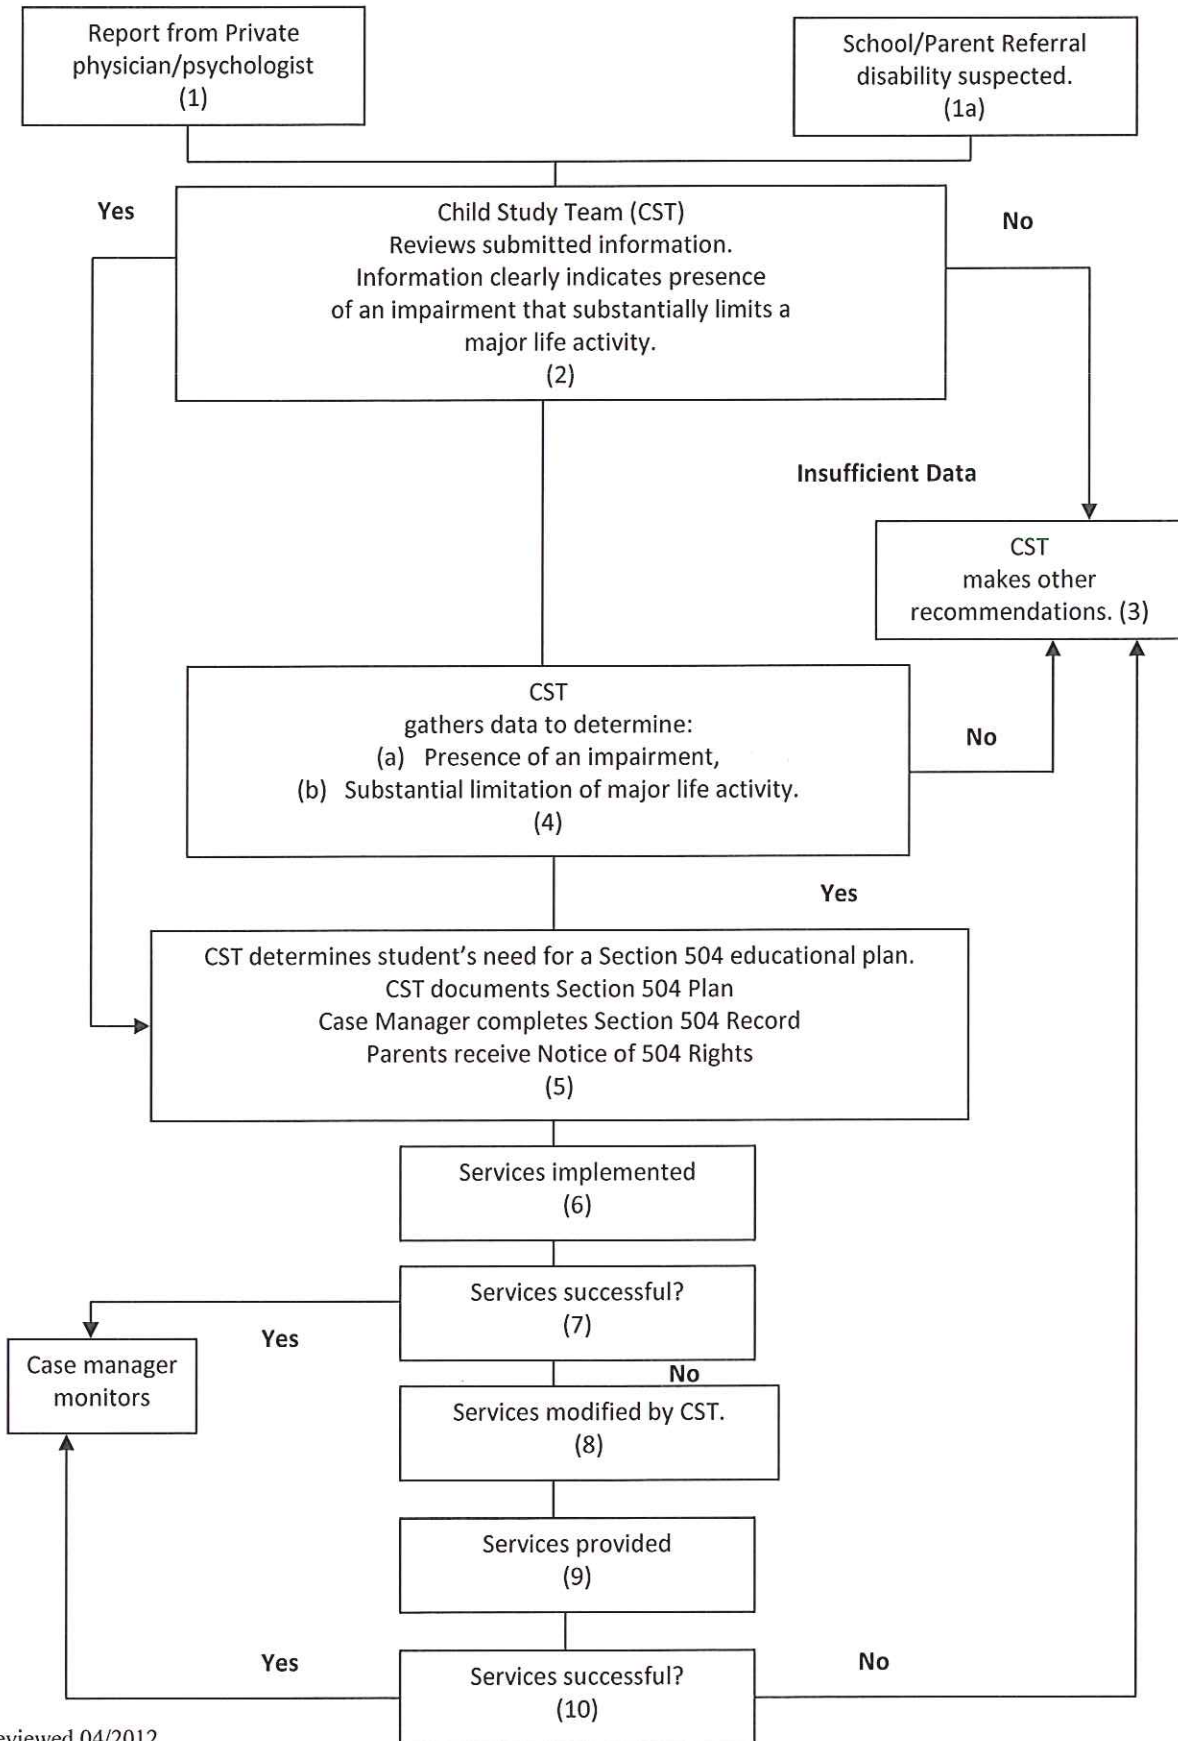 Report from Private
physician/psychologist
(1)
School/Parent Referral
disability suspected.
(1a)
Yes
Child Study Team (CST)
Reviews submitted information.
Information clearly indicates presence
of an impairment that substantially limits a
major life activity.
(2)
No
Insufficient Data
CST
makes other
recommendations. (3)
CST
gathers data to determine:
(a) Presence of an impairment,
(b) Substantial limitation of major life activity.
(4)
No
Yes
CST determines student's need for a Section 504 educational plan.
CST documents Section 504 Plan
Case Manager completes Section 504 Record
Parents receive Notice of 504 Rights
(5)
Services implemented
(6)
Services successful?
(7)
Yes
Case manager
monitors
No
Services modified by CST.
(8)
Services provided
(9)
Yes
Services successful?
(10)
No
eviewed 04/2012